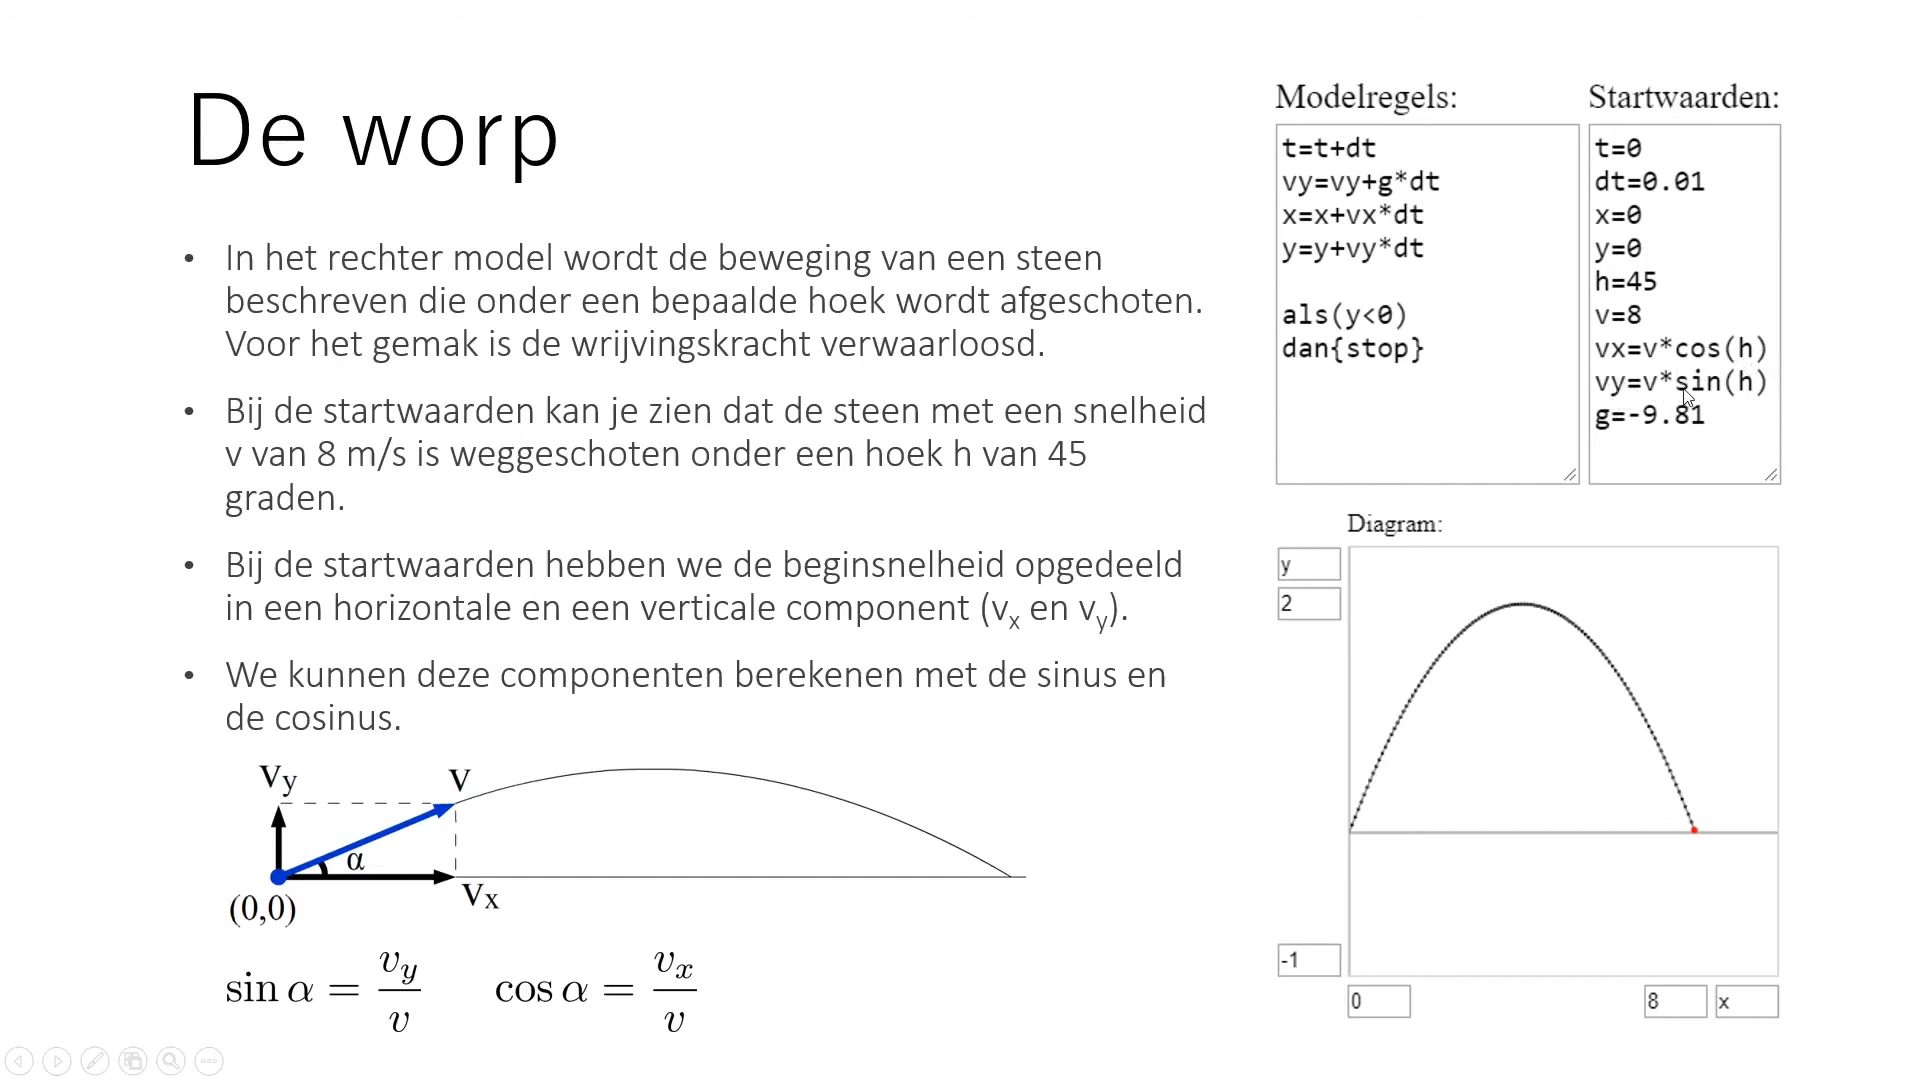 De worp
• In het rechter model wordt de beweging van een steen
beschreven die onder een bepaalde hoek wordt afgeschoten.
Voor het gemak is de wrijvingskracht verwaarloosd.
• Bij de startwaarden kan je zien dat de steen met een snelheid
v van 8 m/s is weggeschoten onder een hoek h van 45
graden.
• Bij de startwaarden hebben we de beginsnelheid opgedeeld
in een horizontale en een verticale component (vx en vy).
• We kunnen deze componenten berekenen met de sinus en
de cosinus.
Vy
V
α
Vx
(0,0)
sin α = vy/v
cos α = vx/v
Modelregels:
t=t+dt
vy=vy+g*dt
x=x+vx*dt
y=y+vy*dt
als(y<0)
dan{stop}
Startwaarden:
t=0
dt=0.01
x=0
y=0
h=45
v=8
vx=v*cos(h)
vy=v*sin(h)
g=-9.81
Diagram:
y
2
-1
0
8
x